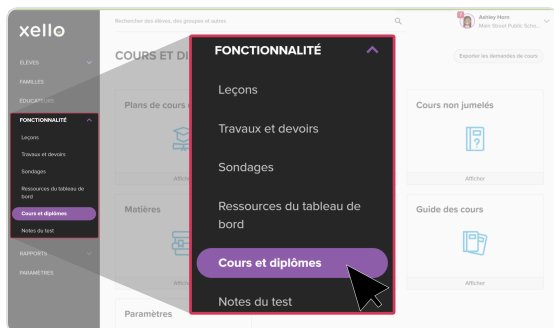 xello
Rechercher des élèves, des groupes et autres
Ashley Horn
Main Street Public Schu...
ÉLÈVES
FAMILLES
ÉDUCATEURS
FONCTIONNALITÉ
Leçons
Travaux et devoirs
Sondages
Ressources du tableau de
bord
Cours et diplômes
Notes du test
RAPPORTS
PARAMÈTRES
COURS ET DI
Exporter les demandes de cours
Plans de cours
Affiche
Cours non jumelés
Afficher
Matières
Affiche
Guide des cours
Afficher
Paramètres
FONCTIONNALITÉ
Leçons
Travaux et devoirs
Sondages
Ressources du tableau de
bord
Cours et diplômes
Notes du test